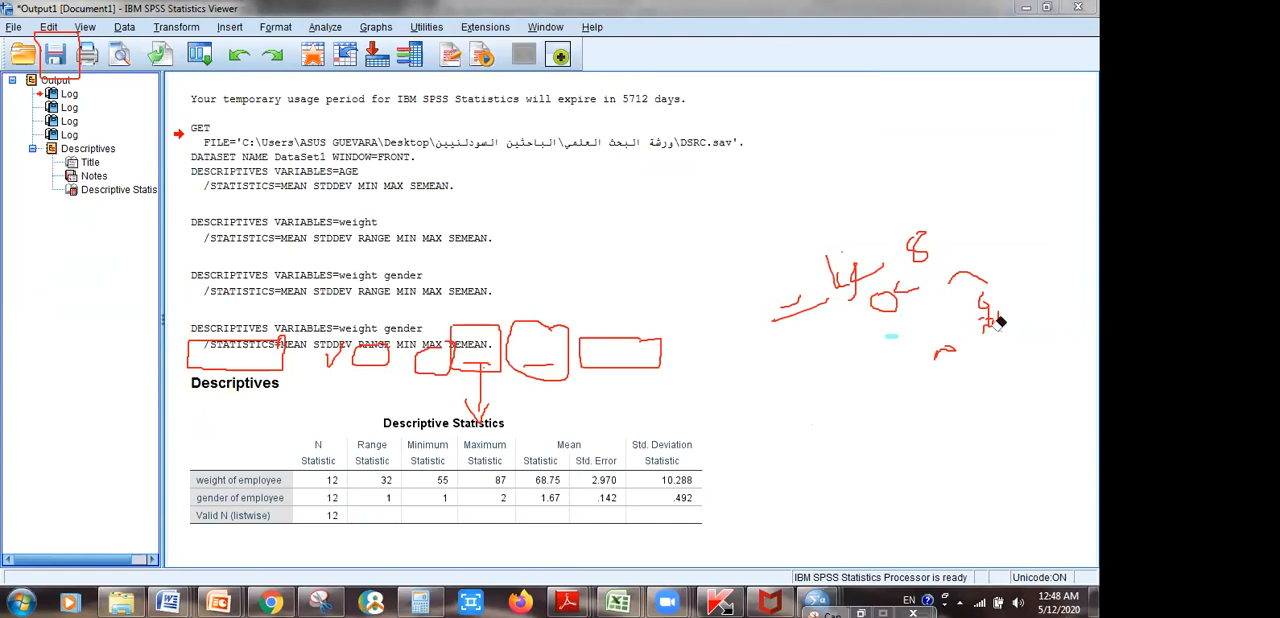 *Output1 [Document1] - IBM SPSS Statistics Viewer
File Edit View Data Transform Insert Format Analyze Graphs Utilities Extensions Window Help
Output
Log
Log
Log
Log
Descriptives
Title
Notes
Descriptive Statis
Your temporary usage period for IBM SPSS Statistics will expire in 5712 days.
GET
FILE='C:\Users\ASUS GUEVARA\Desktop\ورشة البحث العلمي\الباحثين السودلنيين\DSRC.sav'.
DATASET NAME DataSet1 WINDOW=FRONT.
DESCRIPTIVES VARIABLES=AGE
/STATISTICS=MEAN STDDEV MIN MAX SEMEAN.
DESCRIPTIVES VARIABLES=weight
/STATISTICS=MEAN STDDEV RANGE MIN MAX SEMEAN.
DESCRIPTIVES VARIABLES=weight gender
/STATISTICS=MEAN STDDEV RANGE MIN MAX SEMEAN.
DESCRIPTIVES VARIABLES=weight gender
/STATISTICS=MEAN STDDEV RANGE MIN MAX SEMEAN.
Descriptives
Descriptive Statistics
N Range Minimum Maximum Mean Std. Deviation
Statistic Statistic Statistic Statistic Statistic Std. Error Statistic
weight of employee 12 32 55 87 68.75 2.970 10.288
gender of employee 12 1 1 2 1.67 .142 .492
Valid N (listwise) 12
8
IBM SPSS Statistics Processor is ready Unicode:ON
EN
12:48 AM
5/12/2020